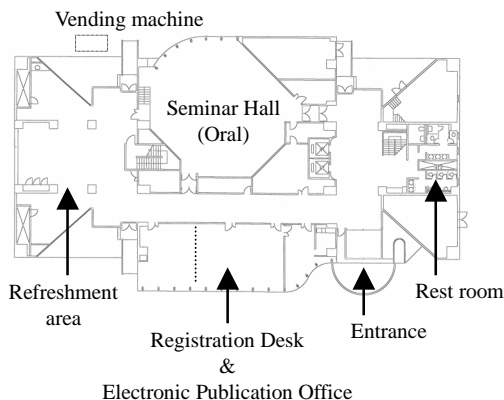 Vending machine
Seminar Hall
(Oral)
Refreshment
area
Registration Desk
&
Electronic Publication Office
Entrance
Rest room